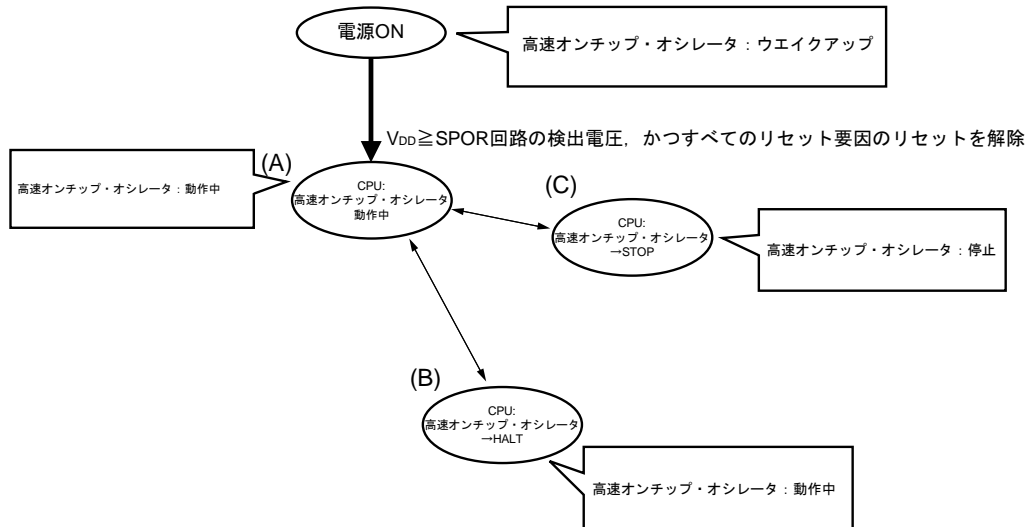 電源ON
高速オンチップ・オシレータ：ウエイクアップ
VDD≧SPOR回路の検出電圧，かつすべてのリセット要因のリセットを解除
(A)
高速オンチップ・オシレータ：動作中
CPU:
高速オンチップ・オシレータ
動作中
(C)
CPU:
高速オンチップ・オシレータ
→STOP
高速オンチップ・オシレータ：停止
(B)
CPU:
高速オンチップ・オシレータ
→HALT
高速オンチップ・オシレータ：動作中